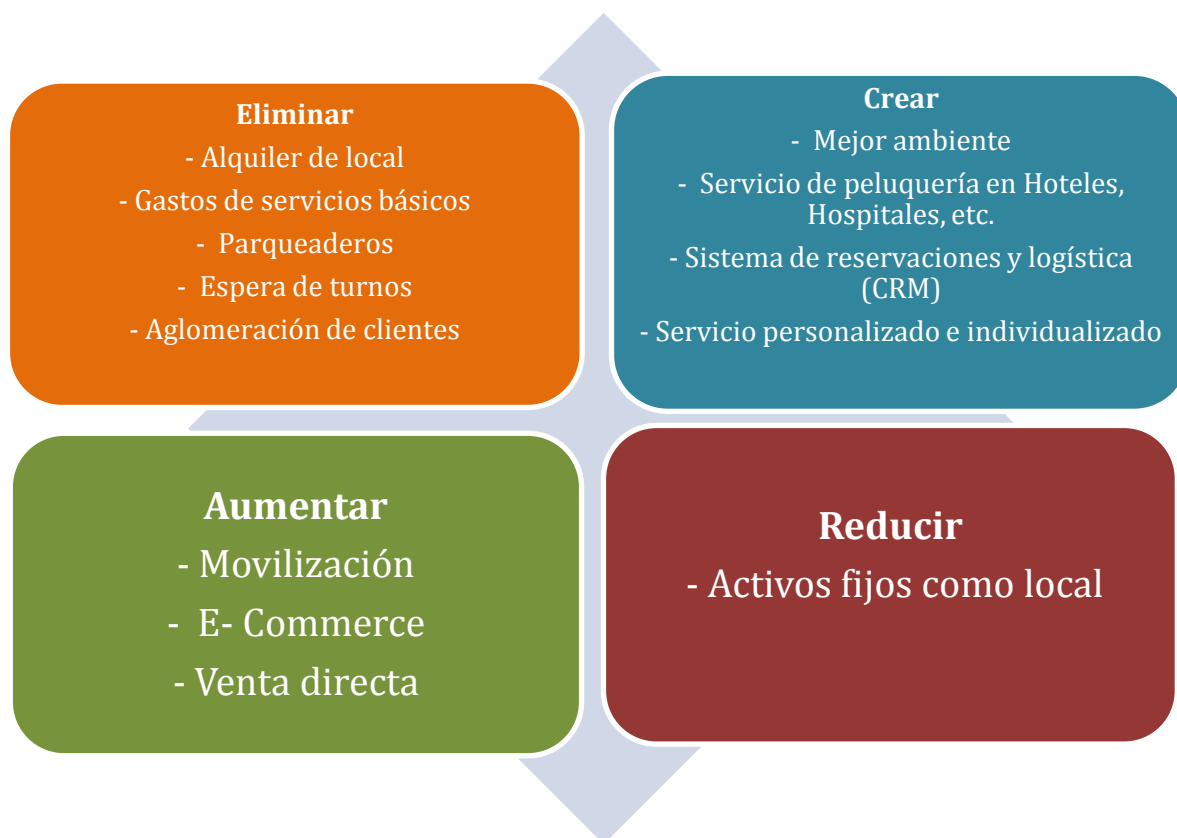 Eliminar
- Alquiler de local
- Gastos de servicios básicos
- Parqueaderos
- Espera de turnos
- Aglomeración de clientes
Crear
- Mejor ambiente
- Servicio de peluquería en Hoteles,
Hospitales, etc.
- Sistema de reservaciones y logística
(CRM)
- Servicio personalizado e individualizado
Aumentar
- Movilización
- E- Commerce
- Venta directa
Reducir
- Activos fijos como local